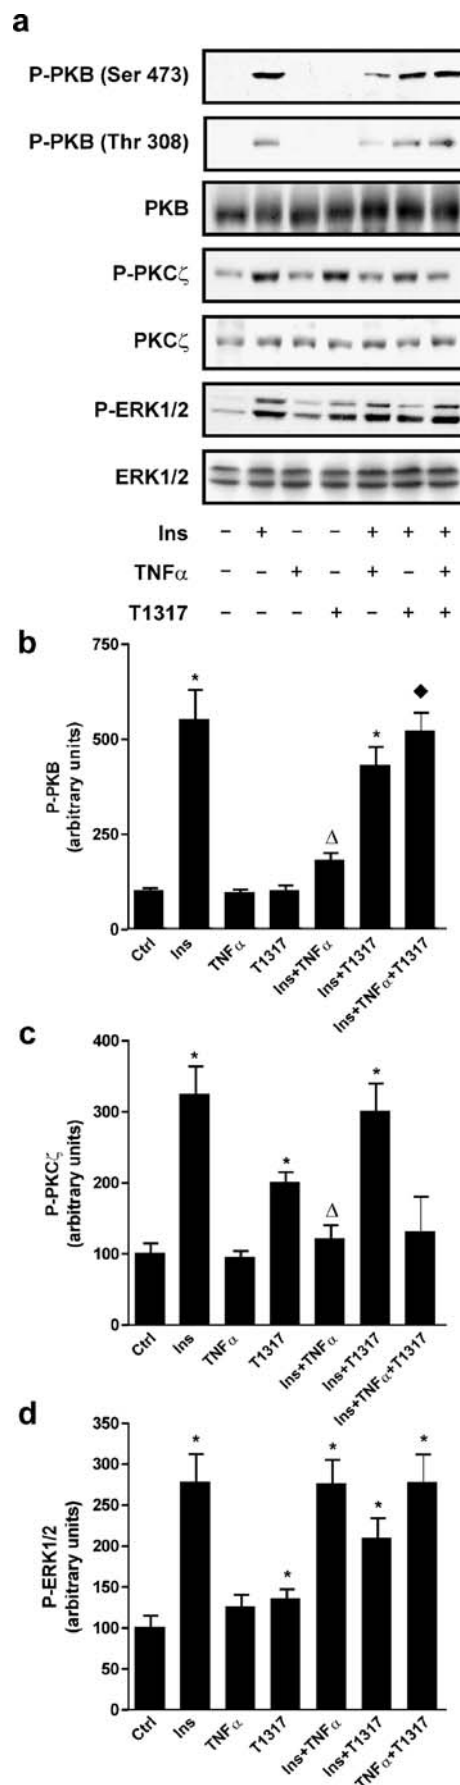 a
P-PKB (Ser 473)
P-PKB (Thr 308)
PKB
P-PKCζ
PKCζ
P-ERK1/2
ERK1/2
Ins − + − − + + +
TNFα − − + − + − +
T1317 − − − + − + +
b
P-PKB
(arbitrary units)
750
500
250
0
* Δ * ◆
Ctrl Ins TNFα T1317 Ins+TNFα Ins+T1317 Ins+TNFα+T1317
c
P-PKCζ
(arbitrary units)
400
300
200
100
0
* * Δ *
Ctrl Ins TNFα T1317 Ins+TNFα Ins+T1317 Ins+TNFα+T1317
d
P-ERK1/2
(arbitrary units)
350
300
250
200
150
100
50
0
* * * * *
Ctrl Ins TNFα T1317 Ins+TNFα Ins+T1317 TNFα+T1317